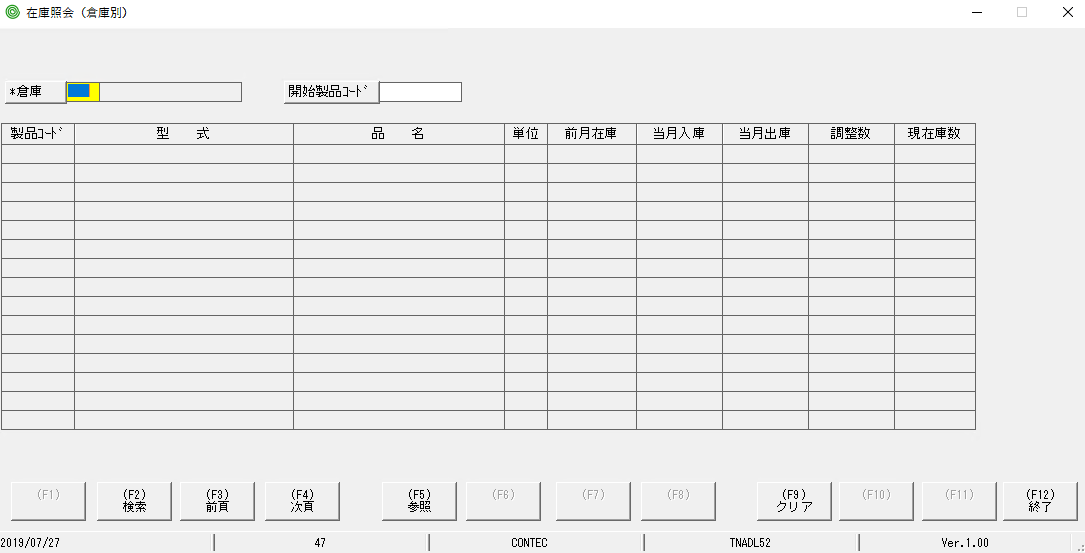 在庫照会（倉庫別）
*倉庫 開始製品ｺｰﾄﾞ
製品ｺｰﾄﾞ 型　式 品　名 単位 前月在庫 当月入庫 当月出庫 調整数 現在庫数
(F1) (F2) (F3) (F4) (F5) (F6) (F7) (F8) (F9) (F10) (F11) (F12)
検索 前頁 次頁 参照 クリア 終了
2019/07/27 47 CONTEC TNADL52 Ver.1.00